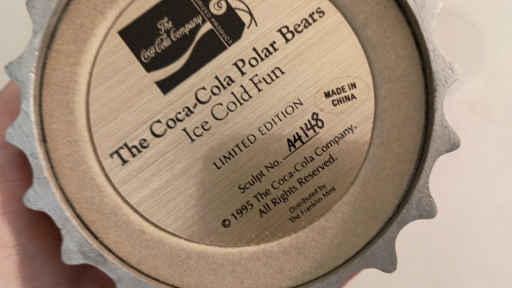 The
Coca-Cola Company
The Coca-Cola Polar Bears
Ice Cold Fun
LIMITED EDITION
MADE IN
CHINA
Sculpt No. A4148
© 1995 The Coca-Cola Company.
All Rights Reserved.
Distributed by
The Franklin Mint